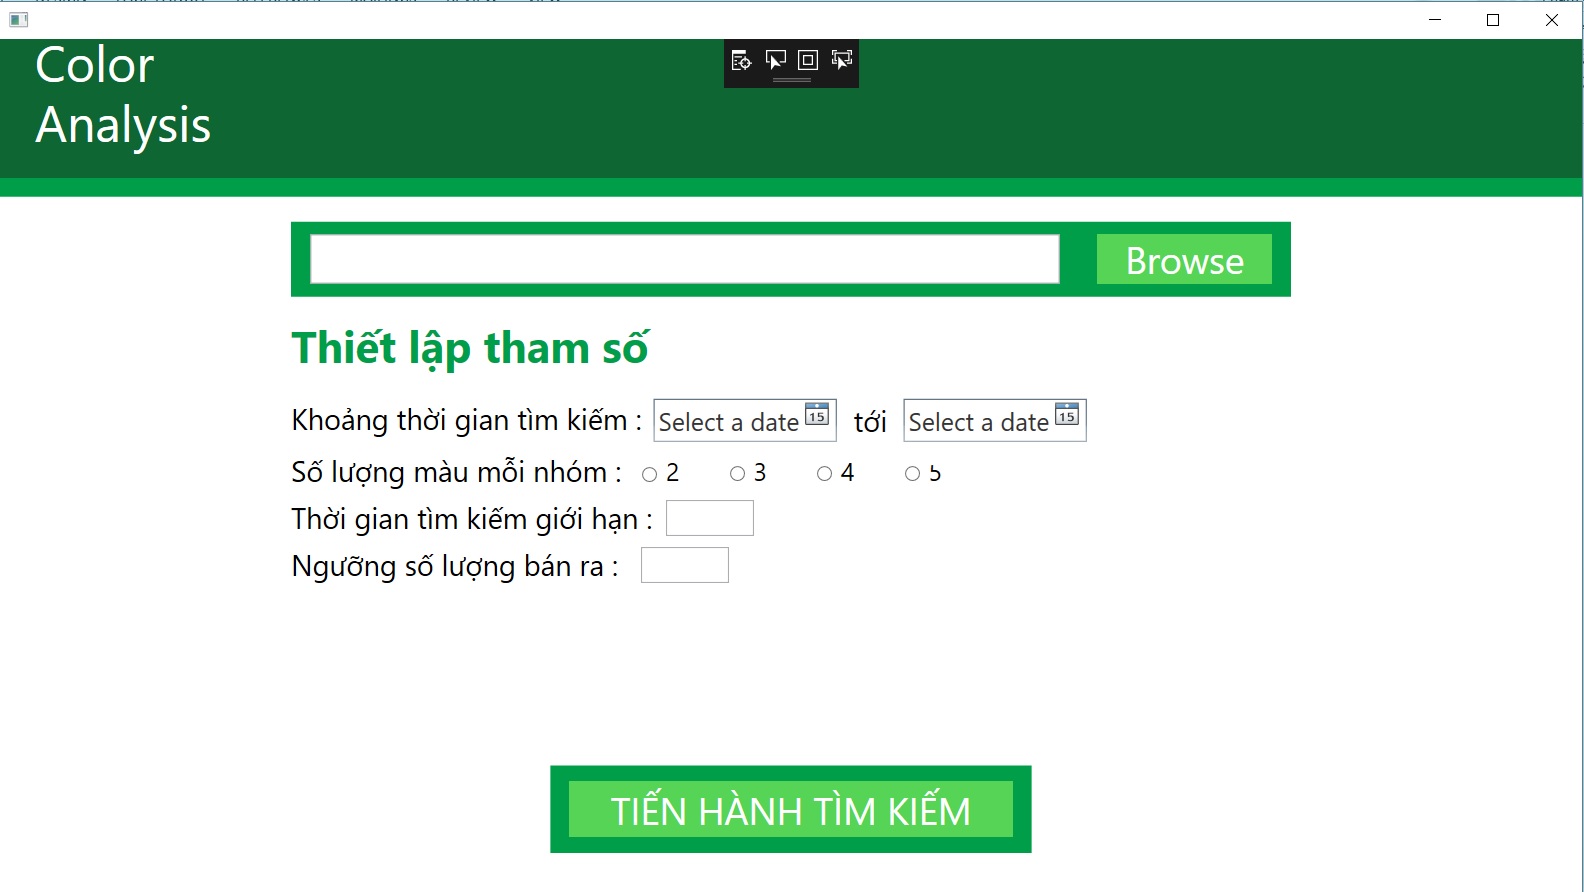 Color
Analysis
Browse
Thiết lập tham số
Khoảng thời gian tìm kiếm : Select a date 15 tới Select a date 15
Số lượng màu mỗi nhóm : 2 3 4 5
Thời gian tìm kiếm giới hạn :
Ngưỡng số lượng bán ra :
TIẾN HÀNH TÌM KIẾM